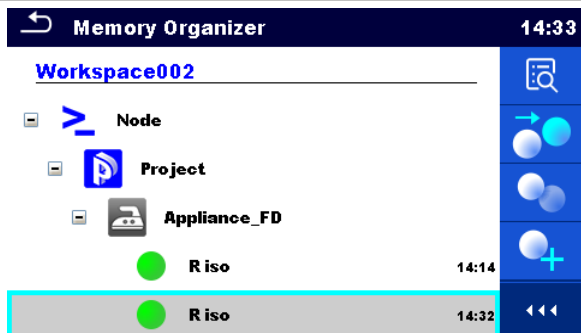 Memory Organizer 14:33
Workspace002
Node
Project
Appliance_FD
R iso 14:14
R iso 14:32